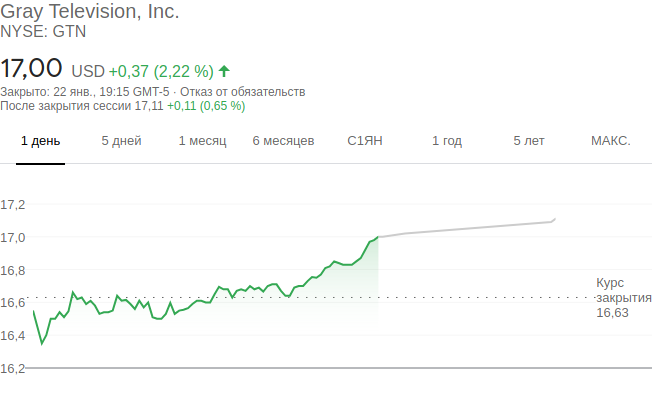 Gray Television, Inc.
NYSE: GTN
17,00 USD +0,37 (2,22 %)
Закрыто: 22 янв., 19:15 GMT-5 · Отказ от обязательств
После закрытия сессии 17,11 +0,11 (0,65 %)
1 день 5 дней 1 месяц 6 месяцев С1ЯН 1 год 5 лет МАКС.
17,2
17,0
16,8
16,6
16,4
16,2
Курс
закрытия
16,63